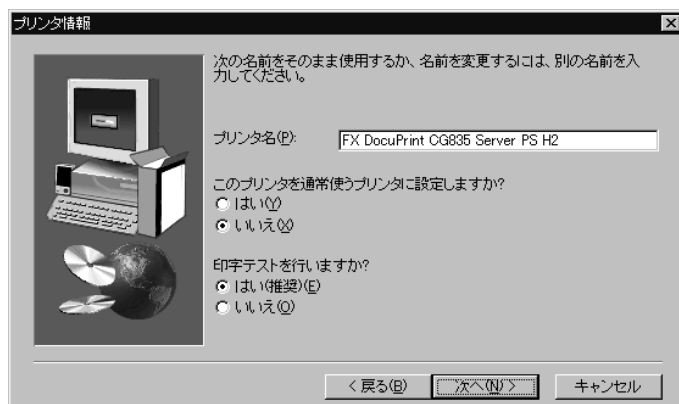 プリンタ情報
次の名前をそのまま使用するか、名前を変更するには、別の名前を入
力してください。
プリンタ名(P):
FX DocuPrint CG835 Server PS H2
このプリンタを通常使うプリンタに設定しますか?
はい(Y)
いいえ(X)
印字テストを行いますか?
はい(推奨)(E)
いいえ(O)
< 戻る(B)
次へ(N) >
キャンセル